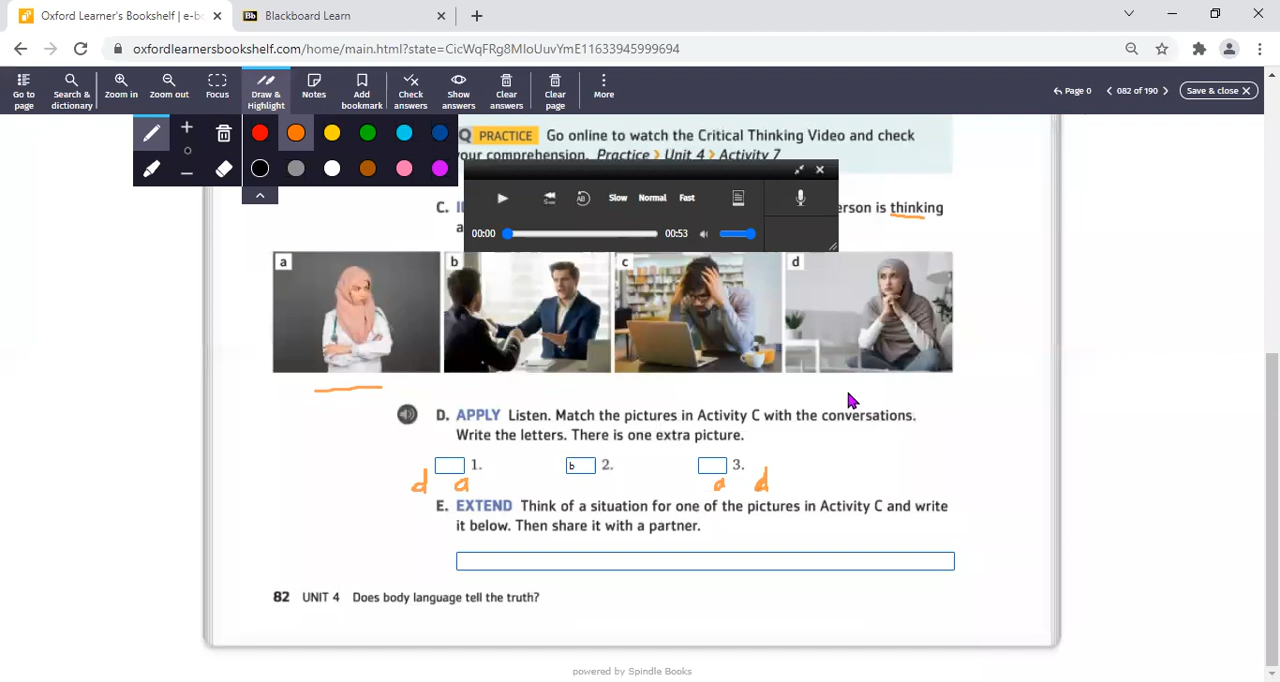 Oxford Learner's Bookshelf | e-bo
Blackboard Learn
oxfordlearnersbookshelf.com/home/main.html?state=CicWqFRg8MloUuvYmE11633945999694
Go to page
Search & dictionary
Zoom in
Zoom out
Focus
Draw & Highlight
Notes
Add bookmark
Check answers
Show answers
Clear answers
Clear page
More
Page 0
082 of 190
Save & close
Q PRACTICE Go online to watch the Critical Thinking Video and check
your comprehension. Practice > Unit 4 > Activity 7
AB
Slow
Normal
Fast
00:00
00:53
C.
erson is thinking
a
a
b
c
d
D. APPLY Listen. Match the pictures in Activity C with the conversations.
Write the letters. There is one extra picture.
1.
b 2.
3.
d a
a d
E. EXTEND Think of a situation for one of the pictures in Activity C and write
it below. Then share it with a partner.
82 UNIT 4 Does body language tell the truth?
powered by Spindle Books